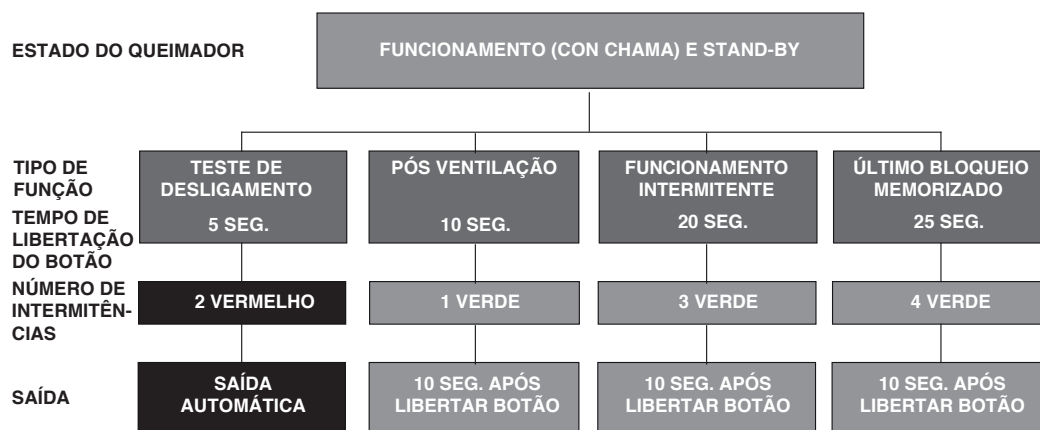 ESTADO DO QUEIMADOR
FUNCIONAMENTO (CON CHAMA) E STAND-BY
TIPO DE
FUNÇÃO
TESTE DE
DESLIGAMENTO
PÓS VENTILAÇÃO
FUNCIONAMENTO
INTERMITENTE
ÚLTIMO BLOQUEIO
MEMORIZADO
TEMPO DE
LIBERTAÇÃO
DO BOTÃO
5 SEG.
10 SEG.
20 SEG.
25 SEG.
NÚMERO DE
INTERMITÊN-
CIAS
2 VERMELHO
1 VERDE
3 VERDE
4 VERDE
SAÍDA
SAÍDA
AUTOMÁTICA
10 SEG. APÓS
LIBERTAR BOTÃO
10 SEG. APÓS
LIBERTAR BOTÃO
10 SEG. APÓS
LIBERTAR BOTÃO